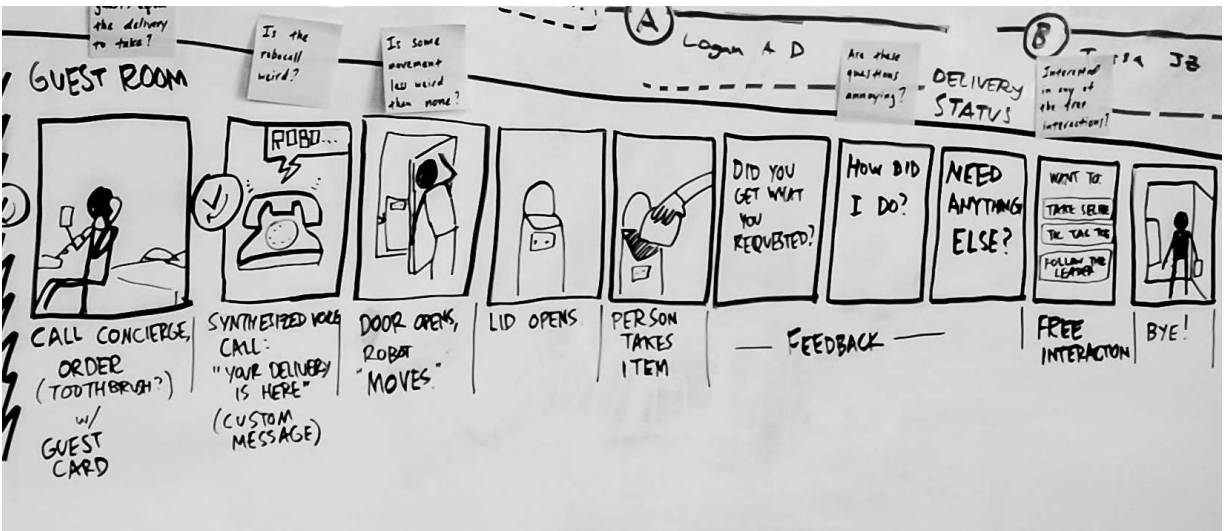 the delivery
to take?
Is the
robocall
weird?
Is some
movement
less weird
than none?
A
Logan A D
Are these
questions
annoying?
B
JB
Interested
in any of
the free
interactions?
GUEST ROOM
DELIVERY
STATUS
ROBO...
DID YOU
GET WHAT
YOU
REQUESTED?
HOW DID
I DO?
NEED
ANYTHING
ELSE?
WANT TO:
TAKE SELFIE
TIC TAC TOE
FOLLOW THE
LEADER
CALL CONCIERGE,
ORDER
(TOOTHBRUSH?)
w/
GUEST
CARD
SYNTHESIZED VOICE
CALL:
"YOUR DELIVERY
IS HERE"
(CUSTOM
MESSAGE)
DOOR OPENS,
ROBOT
"MOVES."
LID OPENS
PERSON
TAKES
ITEM
— FEEDBACK —
FREE
INTERACTON
BYE!